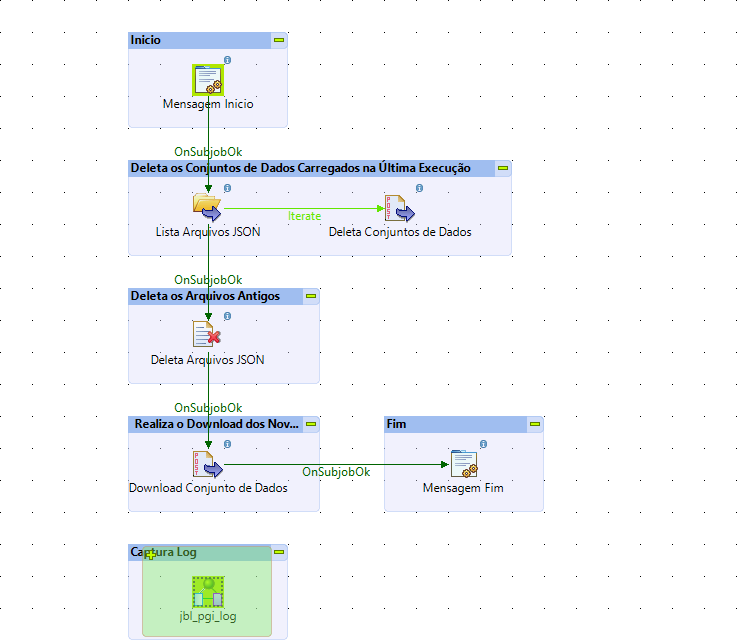 Inicio
Mensagem Inicio
OnSubjobOk
Deleta os Conjuntos de Dados Carregados na Última Execução
Iterate
Lista Arquivos JSON
Deleta Conjuntos de Dados
OnSubjobOk
Deleta os Arquivos Antigos
Deleta Arquivos JSON
OnSubjobOk
Realiza o Download dos Nov...
Fim
OnSubjobOk
Download Conjunto de Dados
Mensagem Fim
Captura Log
jbl_pgi_log